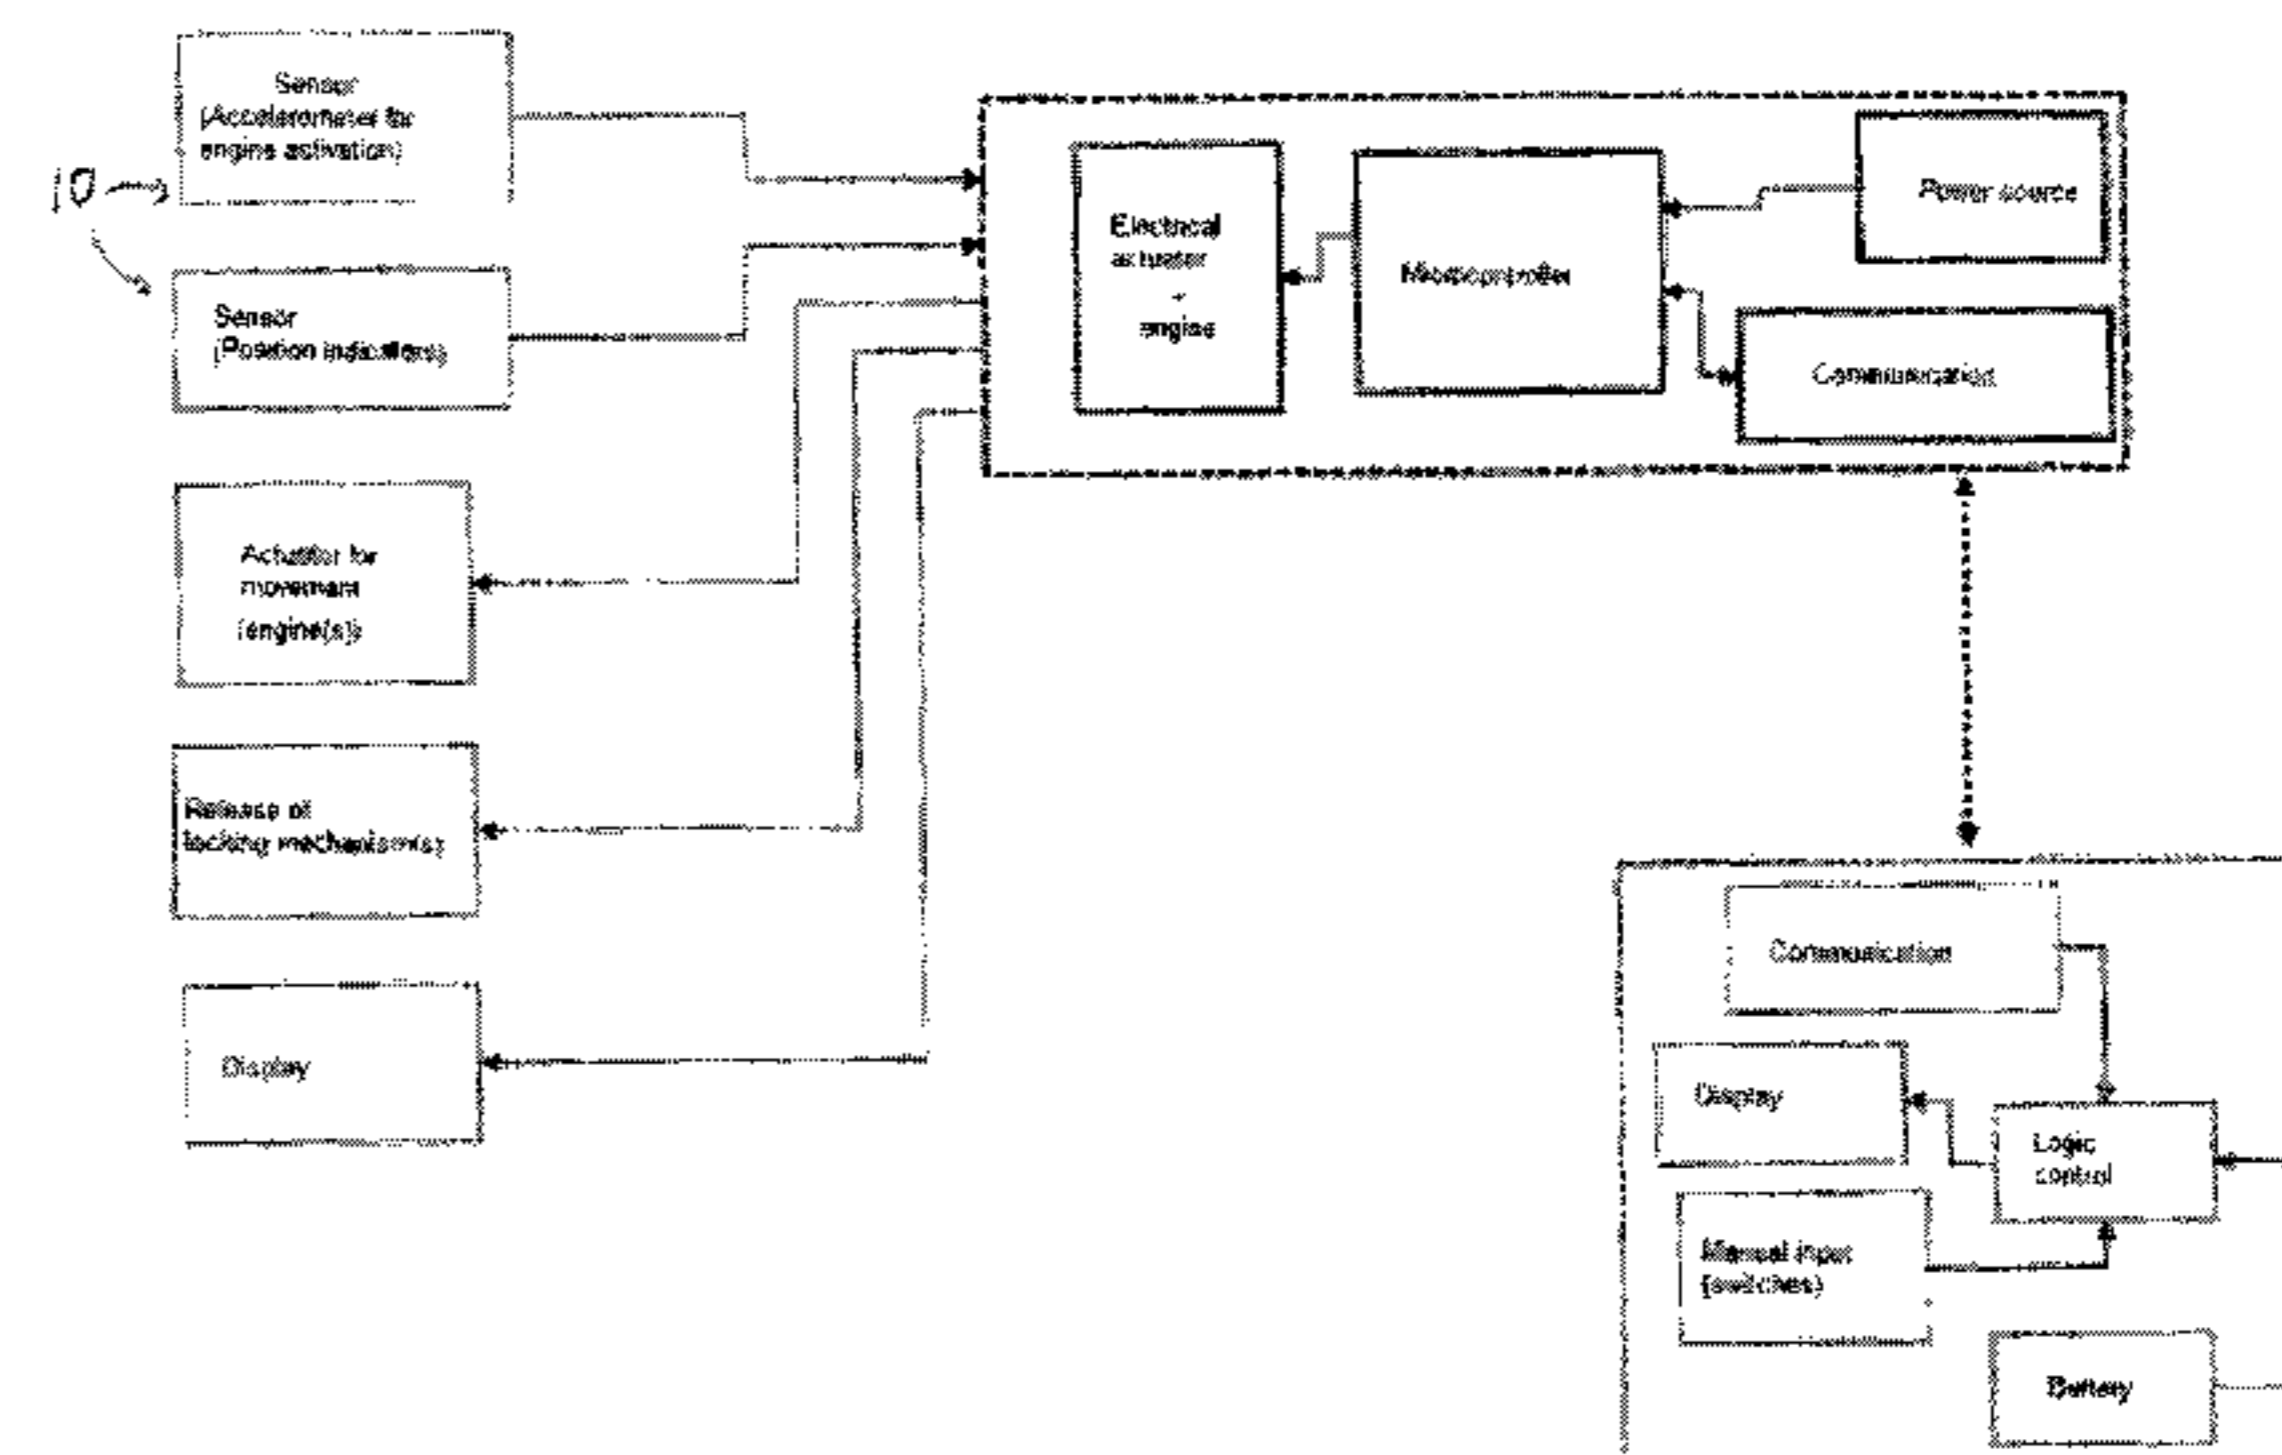 Sensor
(Accelerometer for
engine activation)
10
Sensor
(Position indicators)
Actuator for
movement
(engine(s))
Release of
locking mechanism(s)
Display
Electrical
actuator
+
engine
Microcontroller
Power source
Communication
Communication
Display
Logic
control
Manual input
(switches)
Battery